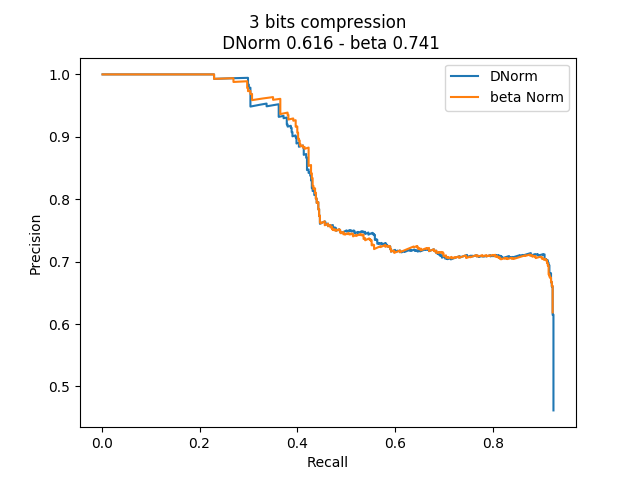 3 bits compression
DNorm 0.616 - beta 0.741
DNorm
beta Norm
1.0
0.9
0.8
0.7
0.6
0.5
Precision
0.0
0.2
0.4
0.6
0.8
Recall